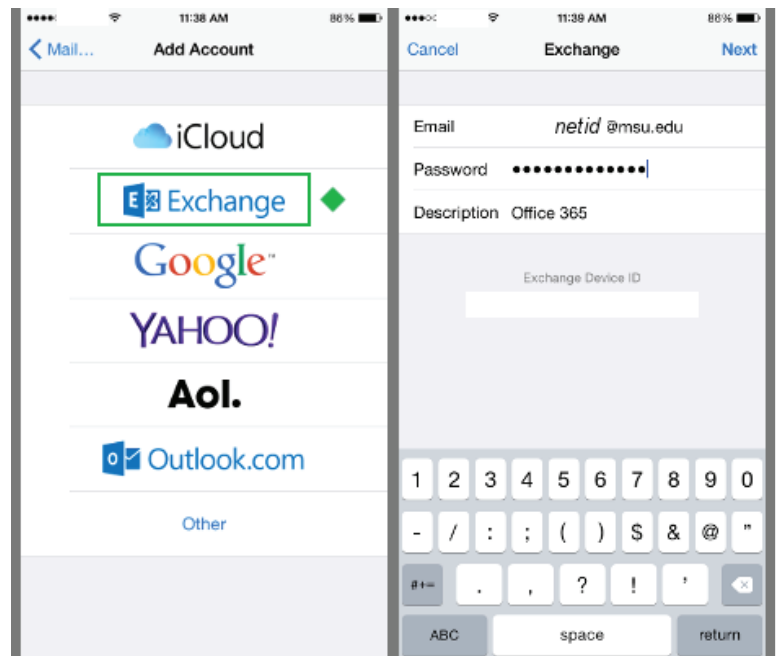 11:38 AM 86%
Mail... Add Account
iCloud
E Exchange
Google™
YAHOO!
Aol.
o Outlook.com
Other
11:39 AM 86%
Cancel Exchange Next
Email netid @msu.edu
Password
Description Office 365
Exchange Device ID
1 2 3 4 5 6 7 8 9 0
- / : ; ( ) $ & @ "
#+= . , ? ! '
ABC space return